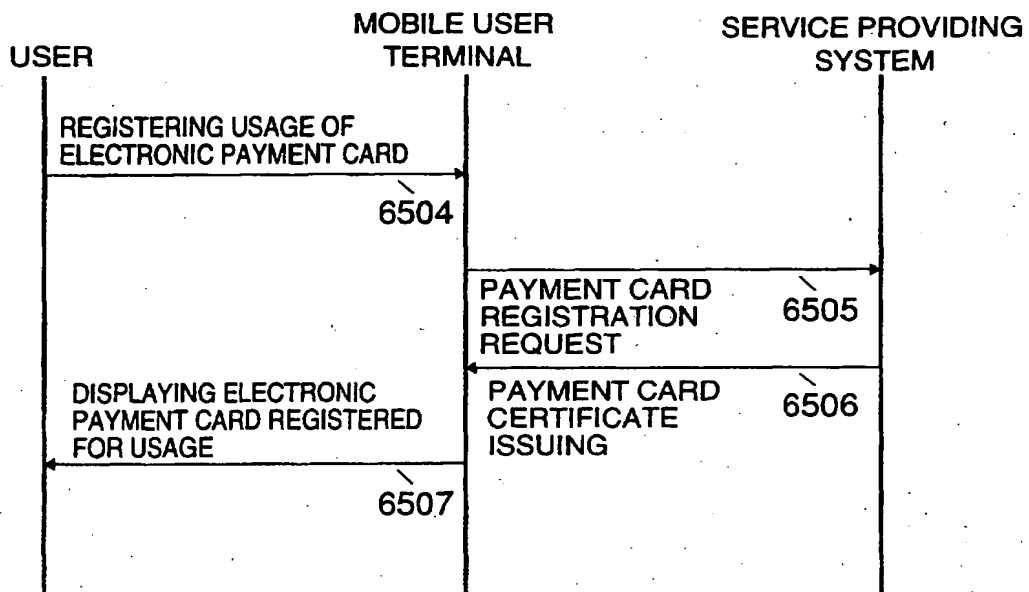 USER
MOBILE USER
TERMINAL
SERVICE PROVIDING
SYSTEM
REGISTERING USAGE OF
ELECTRONIC PAYMENT CARD
6504
PAYMENT CARD
REGISTRATION
REQUEST
6505
PAYMENT CARD
CERTIFICATE
ISSUING
6506
DISPLAYING ELECTRONIC
PAYMENT CARD REGISTERED
FOR USAGE
6507